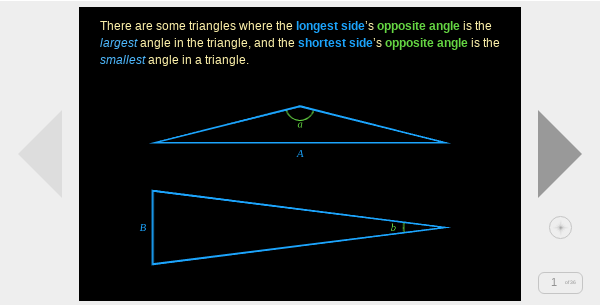 There are some triangles where the longest side's opposite angle is the
largest angle in the triangle, and the shortest side's opposite angle is the
smallest angle in a triangle.
a
A
B
b
1 of 36